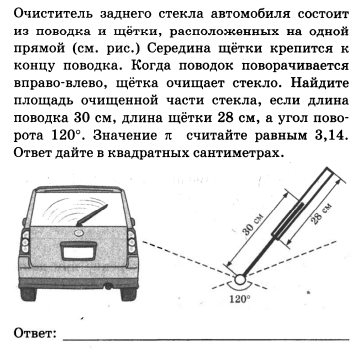 Очиститель заднего стекла автомобиля состоит
из поводка и щётки, расположенных на одной
прямой (см. рис.) Середина щётки крепится к
концу поводка. Когда поводок поворачивается
вправо-влево, щётка очищает стекло. Найдите
площадь очищенной части стекла, если длина
поводка 30 см, длина щётки 28 см, а угол пово-
рота 120°. Значение π считайте равным 3,14.
Ответ дайте в квадратных сантиметрах.
30 см
28 см
120°
Ответ: